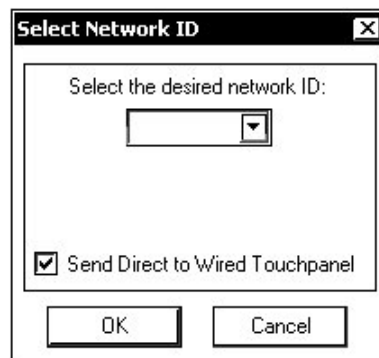 Select Network ID
Select the desired network ID:
Send Direct to Wired Touchpanel
OK
Cancel